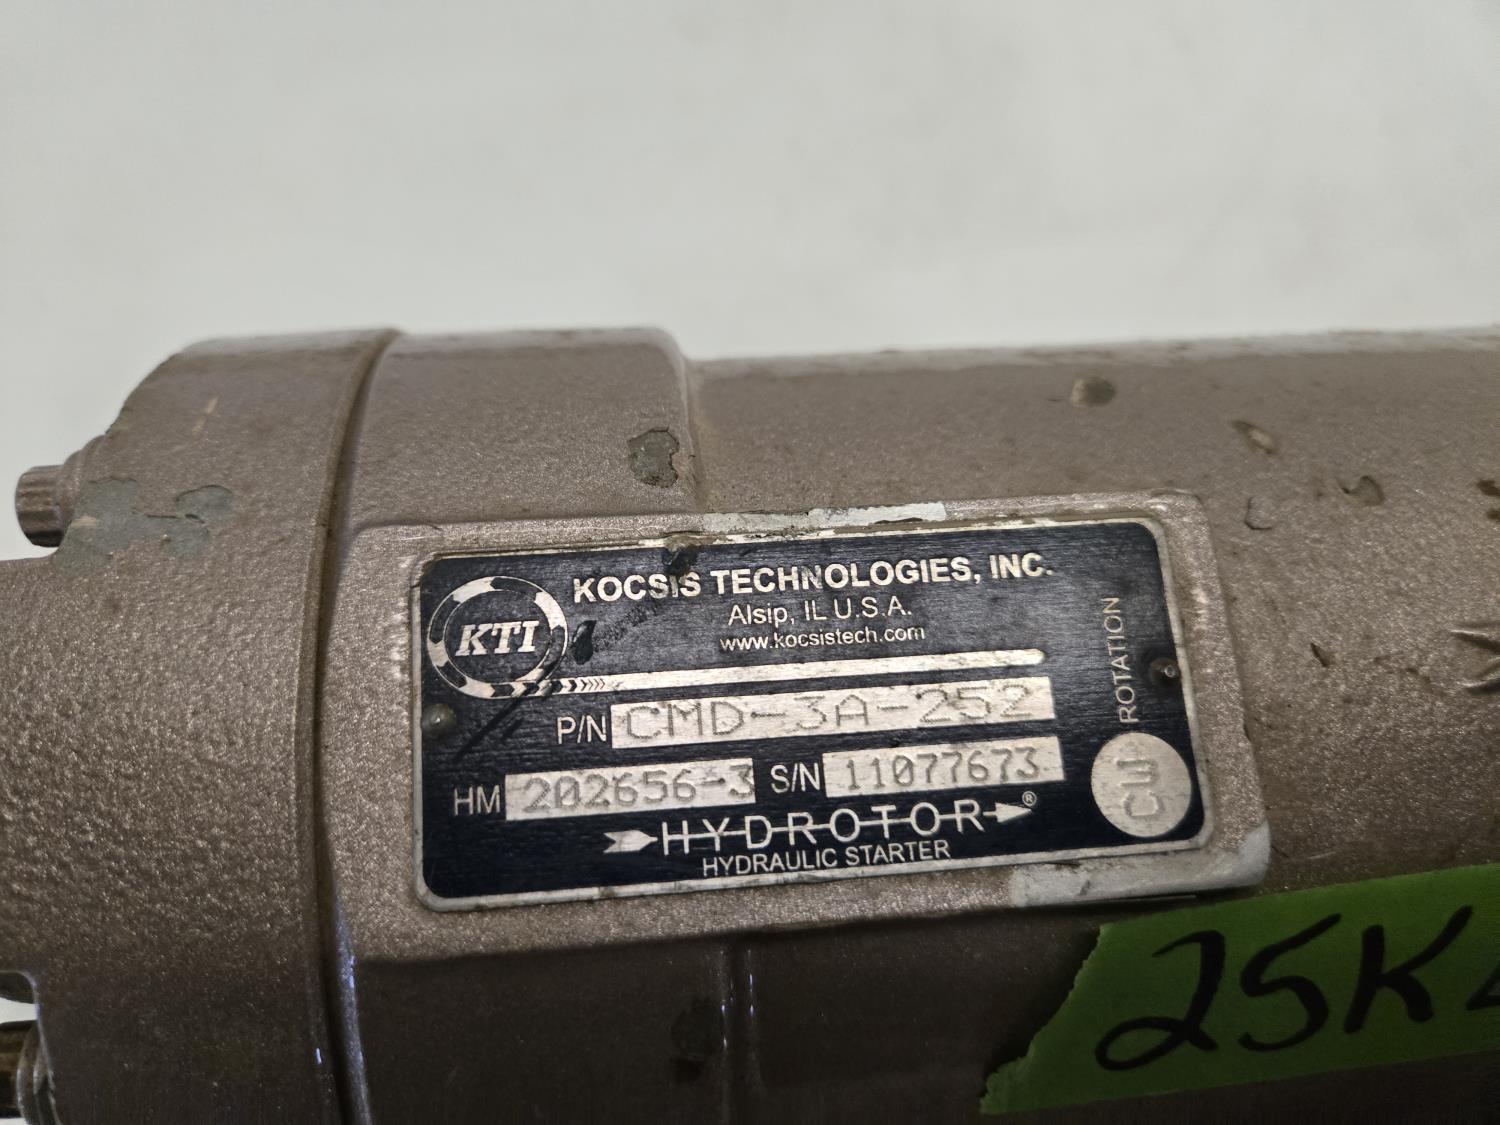 KOCSIS TECHNOLOGIES, INC.
Alsip, IL U.S.A.
www.kocsistech.com
KTI
P/N CMD-3A-252
HM 202656-3 S/N 11077673
HYDROTOR®
HYDRAULIC STARTER
ROTATION
CW
25K